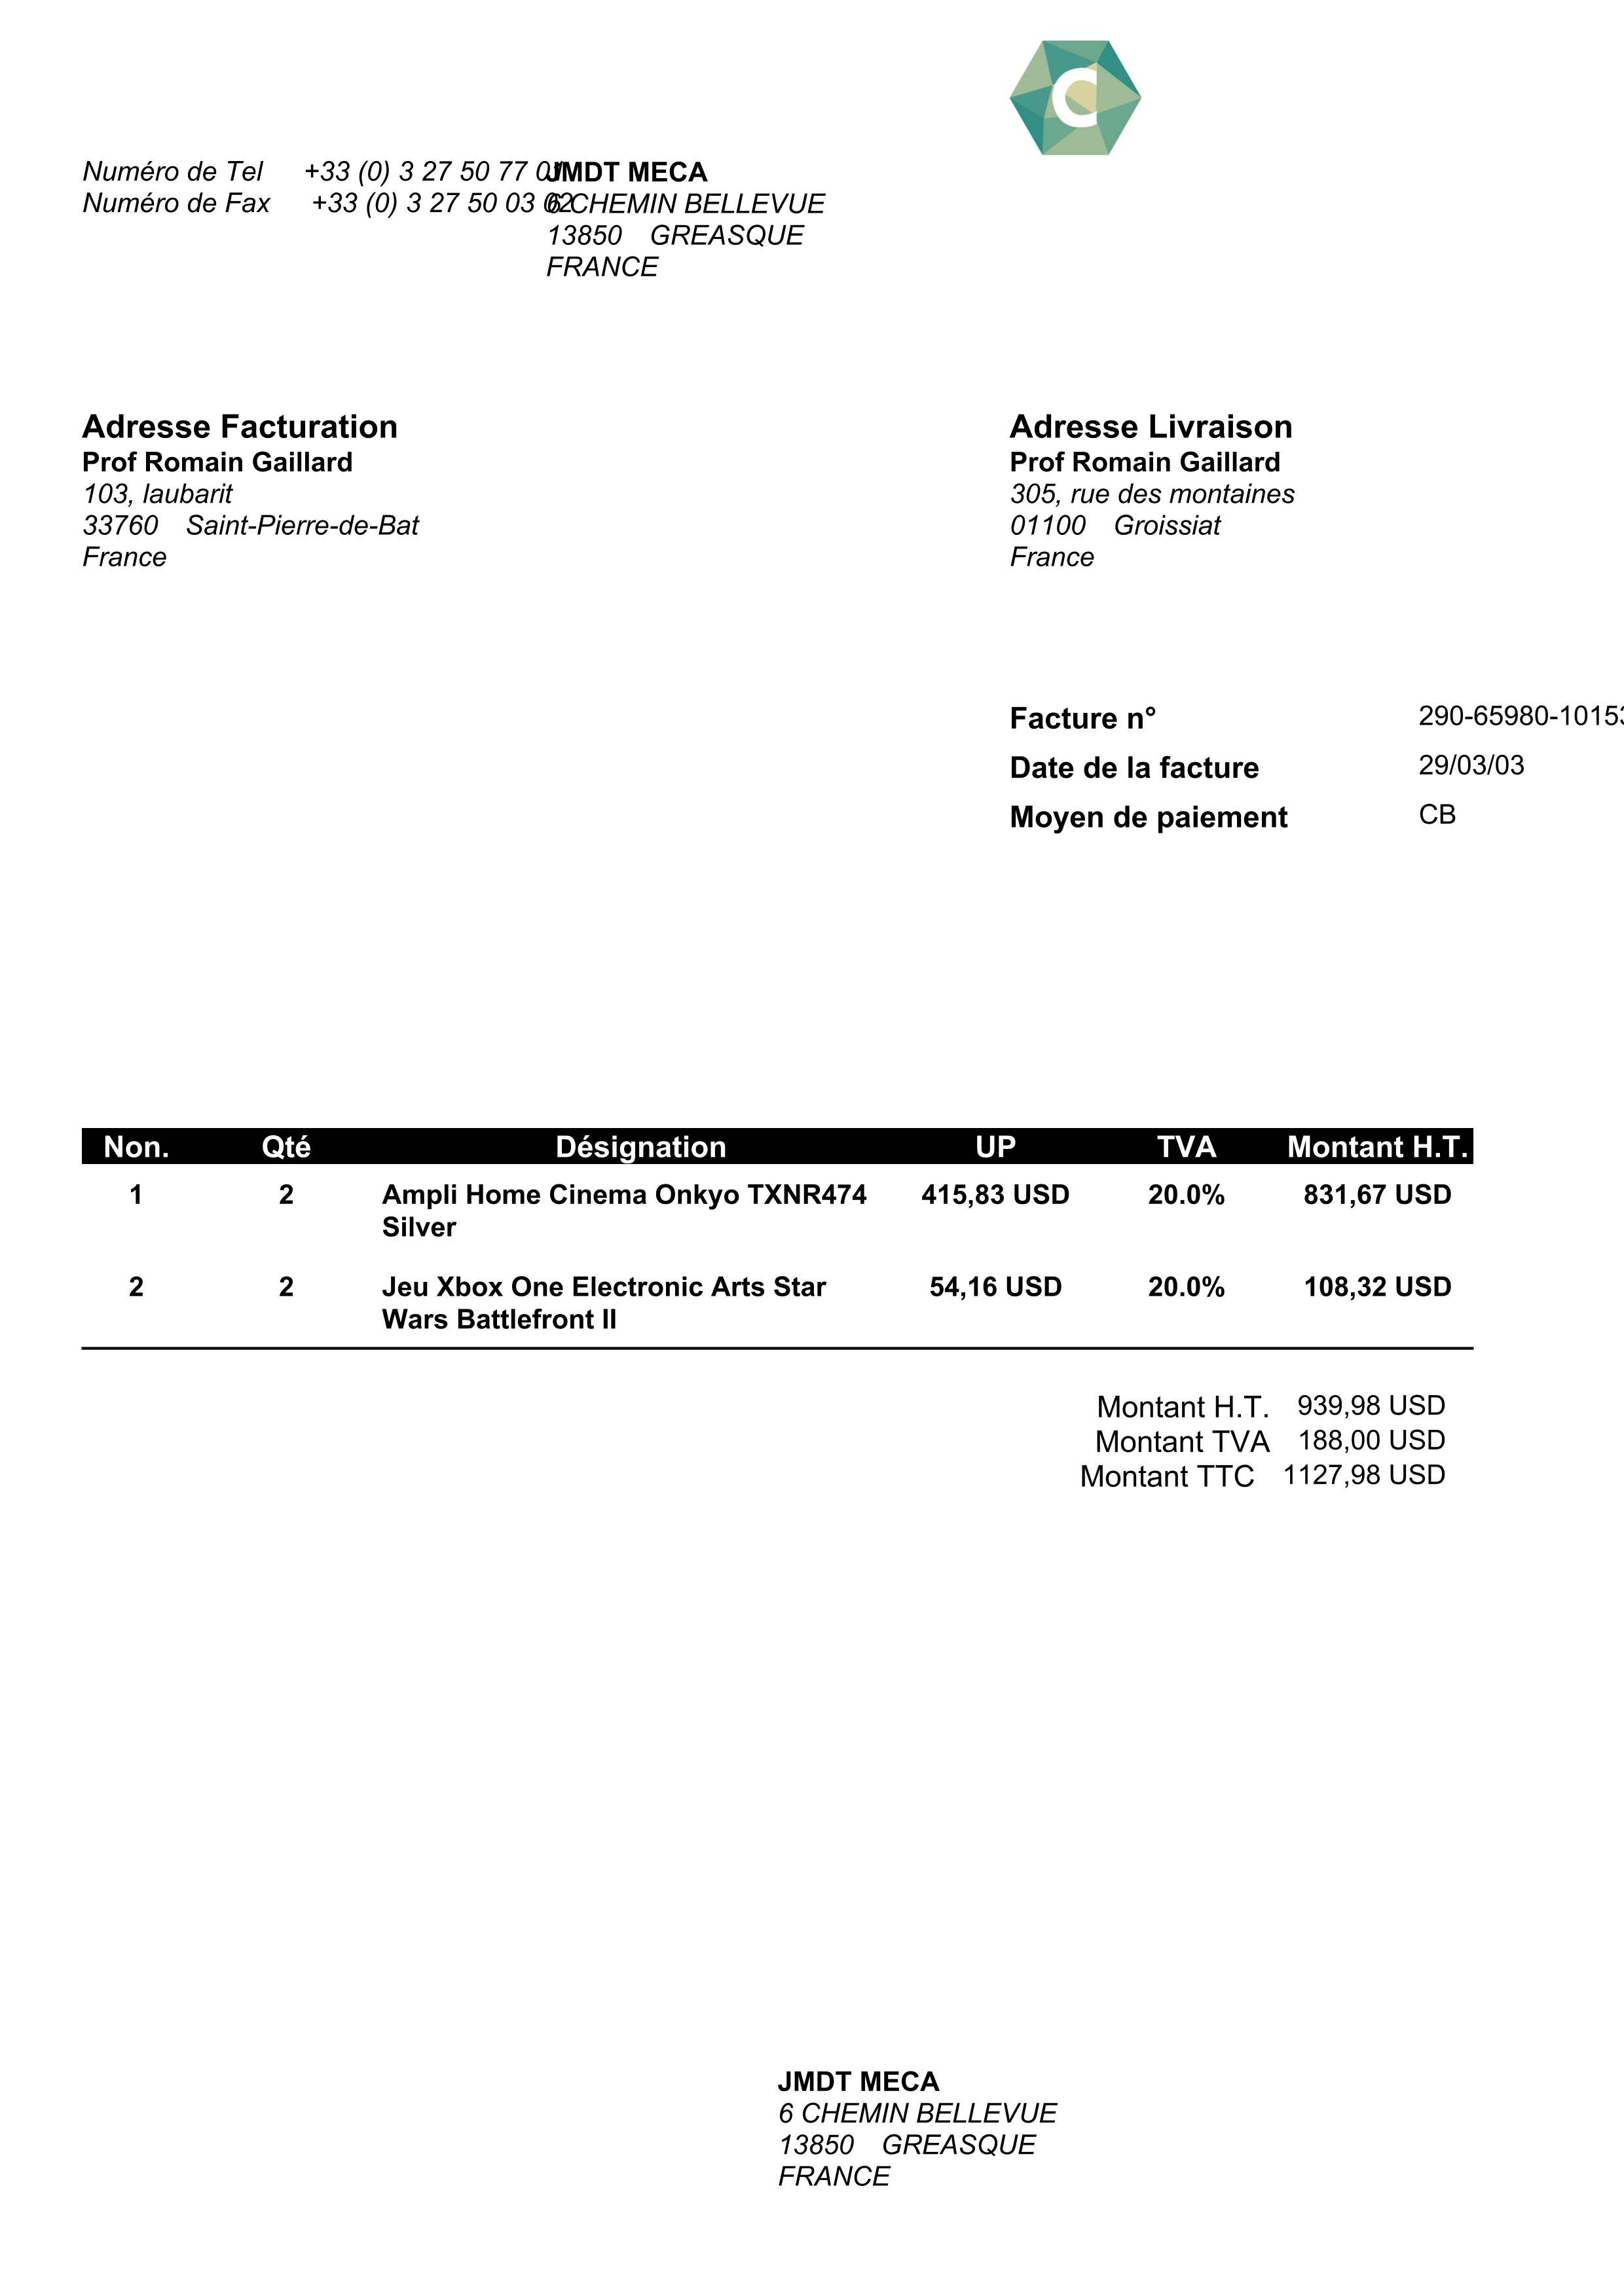 C
Numéro de Tel +33 (0) 3 27 50 77 01
Numéro de Fax +33 (0) 3 27 50 03 02
JMDT MECA
6 CHEMIN BELLEVUE
13850 GREASQUE
FRANCE
Adresse Facturation
Prof Romain Gaillard
103, laubarit
33760 Saint-Pierre-de-Bat
France
Adresse Livraison
Prof Romain Gaillard
305, rue des montaines
01100 Groissiat
France
Facture n° 290-65980-10153
Date de la facture 29/03/03
Moyen de paiement CB
Non. Qté Désignation UP TVA Montant H.T.
1 2 Ampli Home Cinema Onkyo TXNR474 415,83 USD 20.0% 831,67 USD
Silver
2 2 Jeu Xbox One Electronic Arts Star 54,16 USD 20.0% 108,32 USD
Wars Battlefront II
Montant H.T. 939,98 USD
Montant TVA 188,00 USD
Montant TTC 1127,98 USD
JMDT MECA
6 CHEMIN BELLEVUE
13850 GREASQUE
FRANCE